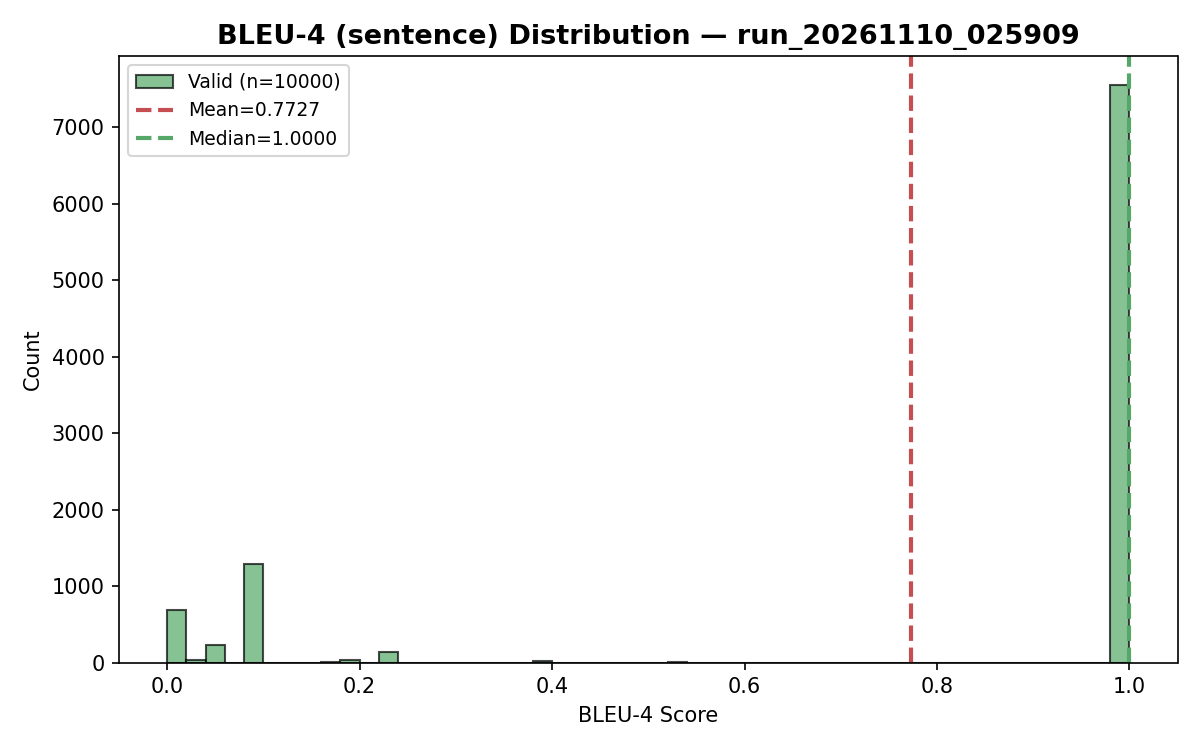 BLEU-4 (sentence) Distribution — run_20261110_025909
Valid (n=10000)
Mean=0.7727
Median=1.0000
Count
7000
6000
5000
4000
3000
2000
1000
0
0.0 0.2 0.4 0.6 0.8 1.0
BLEU-4 Score